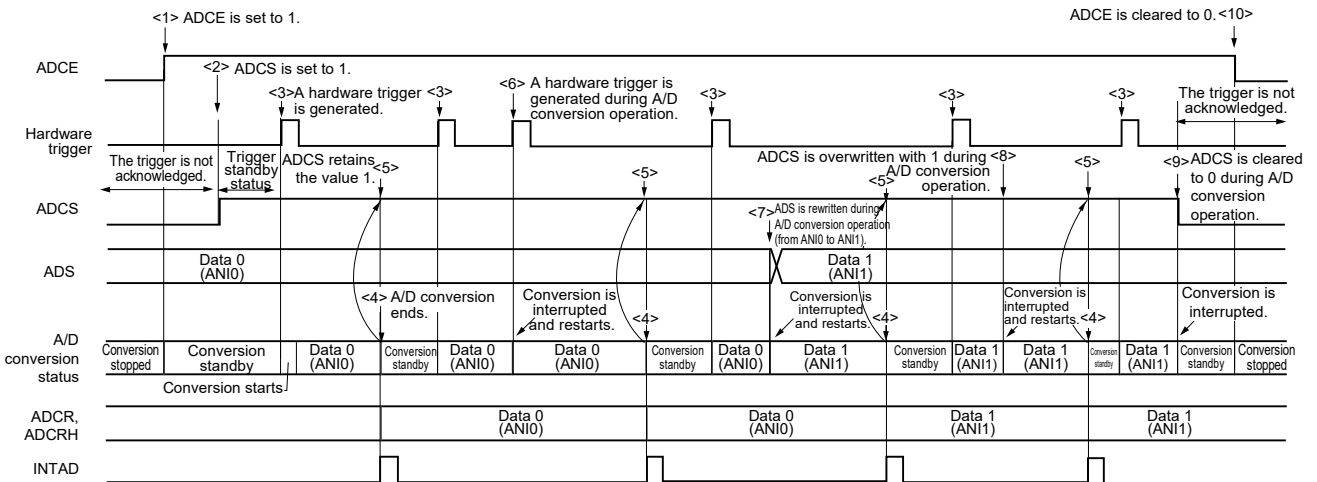 <1> ADCE is set to 1.
ADCE is cleared to 0. <10>
ADCE
<2> ADCS is set to 1.
<3> A hardware trigger
is generated.
<3>
<6> A hardware trigger is
generated during A/D
conversion operation.
<3>
<3>
<3>
The trigger is not
acknowledged.
Hardware
trigger
The trigger is not
acknowledged.
Trigger
standby
status
ADCS retains
the value 1.
<5>
<5>
ADCS is overwritten with 1 during
A/D conversion
operation.
<8>
<5>
<5>
<9> ADCS is cleared
to 0 during A/D
conversion
operation.
ADCS
<7> ADS is rewritten during
A/D conversion operation
(from ANI0 to ANI1).
ADS
Data 0
(ANI0)
Data 1
(ANI1)
<4> A/D conversion
ends.
Conversion is
interrupted
and restarts.
<4>
Conversion is
interrupted
and restarts.
<4>
Conversion is
interrupted
and restarts.
<4>
Conversion is
interrupted.
A/D
conversion
status
Conversion
stopped
Conversion
standby
Data 0
(ANI0)
Conversion
standby
Data 0
(ANI0)
Data 0
(ANI0)
Conversion
standby
Data 0
(ANI0)
Data 1
(ANI1)
Conversion
standby
Data 1
(ANI1)
Data 1
(ANI1)
Conversion
standby
Data 1
(ANI1)
Conversion
standby
Conversion
stopped
Conversion starts
ADCR,
ADCRH
Data 0
(ANI0)
Data 0
(ANI0)
Data 1
(ANI1)
Data 1
(ANI1)
INTAD